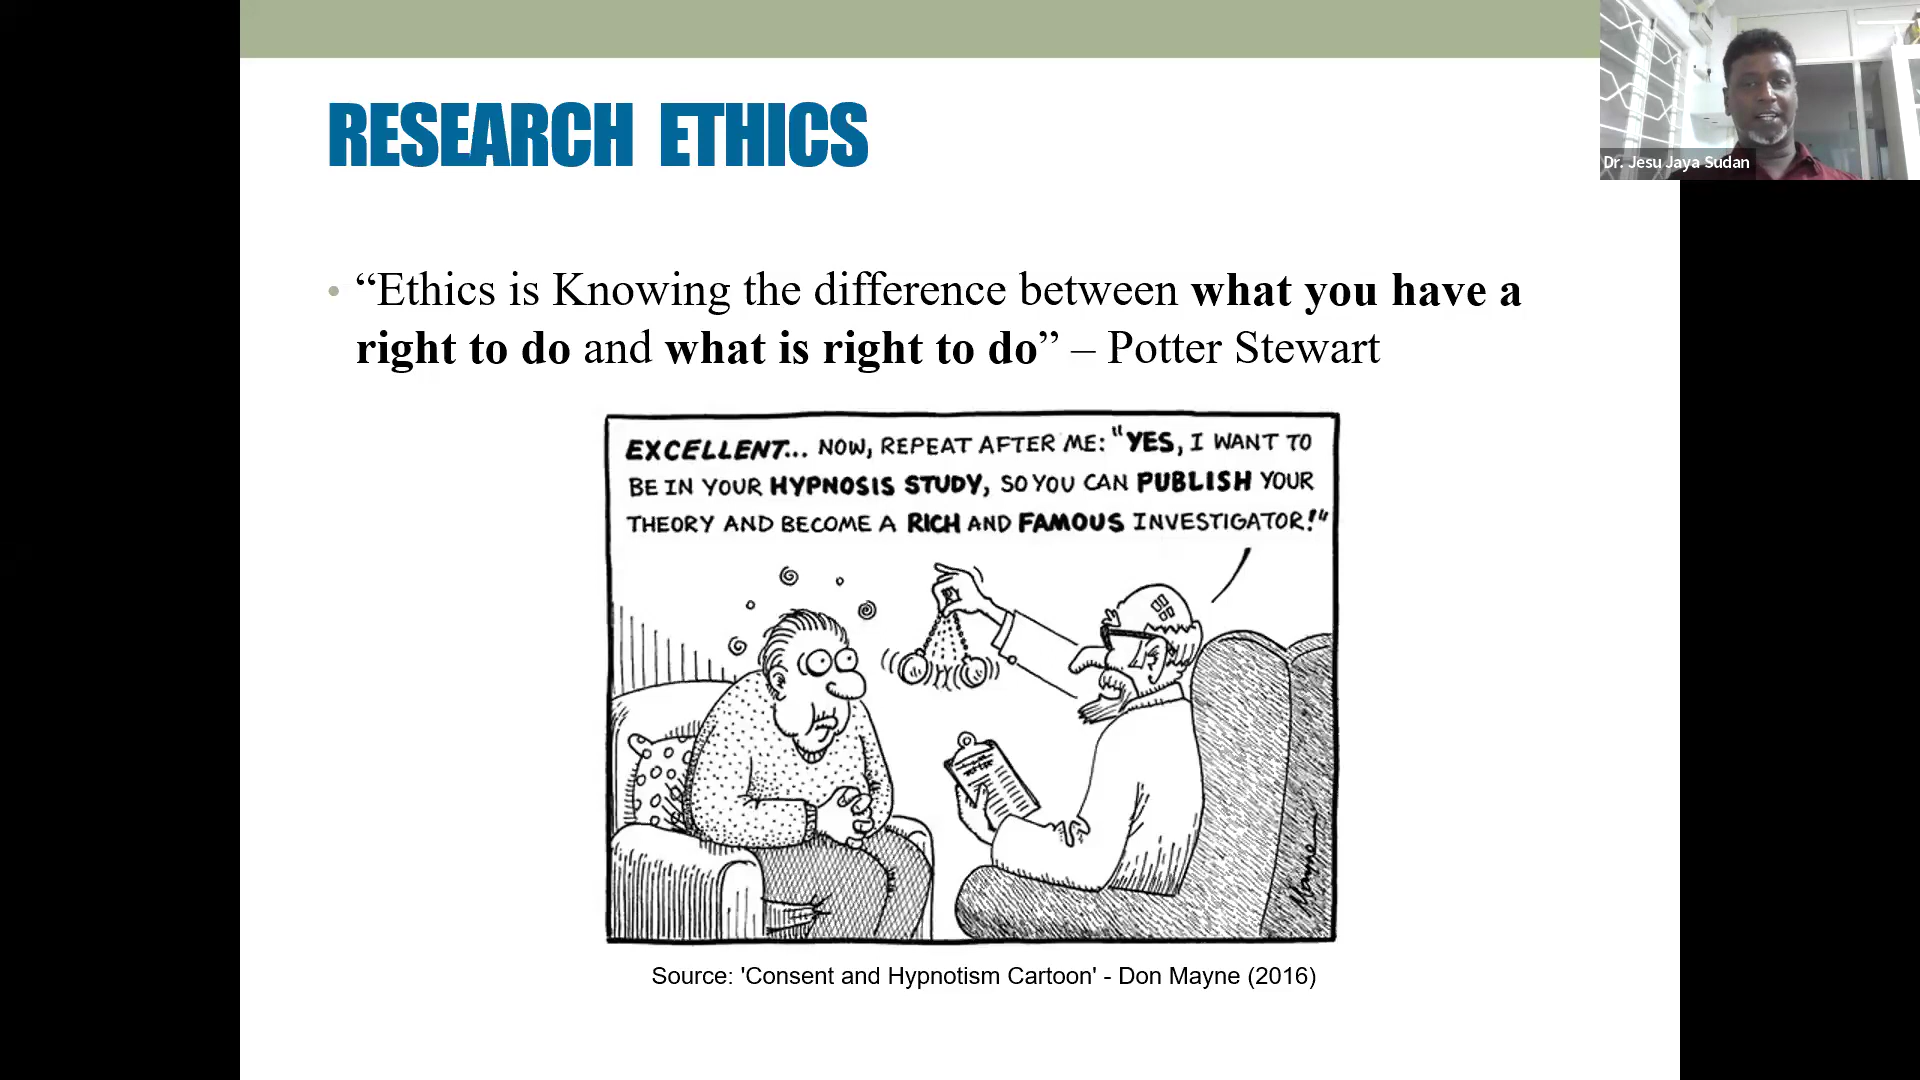 RESEARCH ETHICS
Dr. Jesu Jaya Sudan
• “Ethics is Knowing the difference between what you have a
right to do and what is right to do” – Potter Stewart
EXCELLENT... NOW, REPEAT AFTER ME: "YES, I WANT TO
BE IN YOUR HYPNOSIS STUDY, SO YOU CAN PUBLISH YOUR
THEORY AND BECOME A RICH AND FAMOUS INVESTIGATOR!"
Mayne
Source: 'Consent and Hypnotism Cartoon' - Don Mayne (2016)